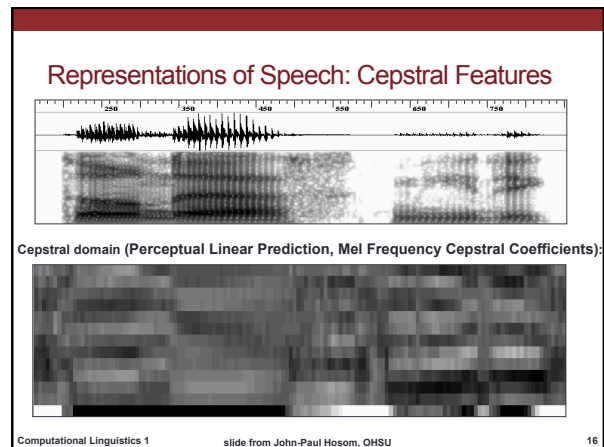 Representations of Speech: Cepstral Features
250 350 450 550 650 750
Cepstral domain (Perceptual Linear Prediction, Mel Frequency Cepstral Coefficients):
Computational Linguistics 1 slide from John-Paul Hosom, OHSU 16